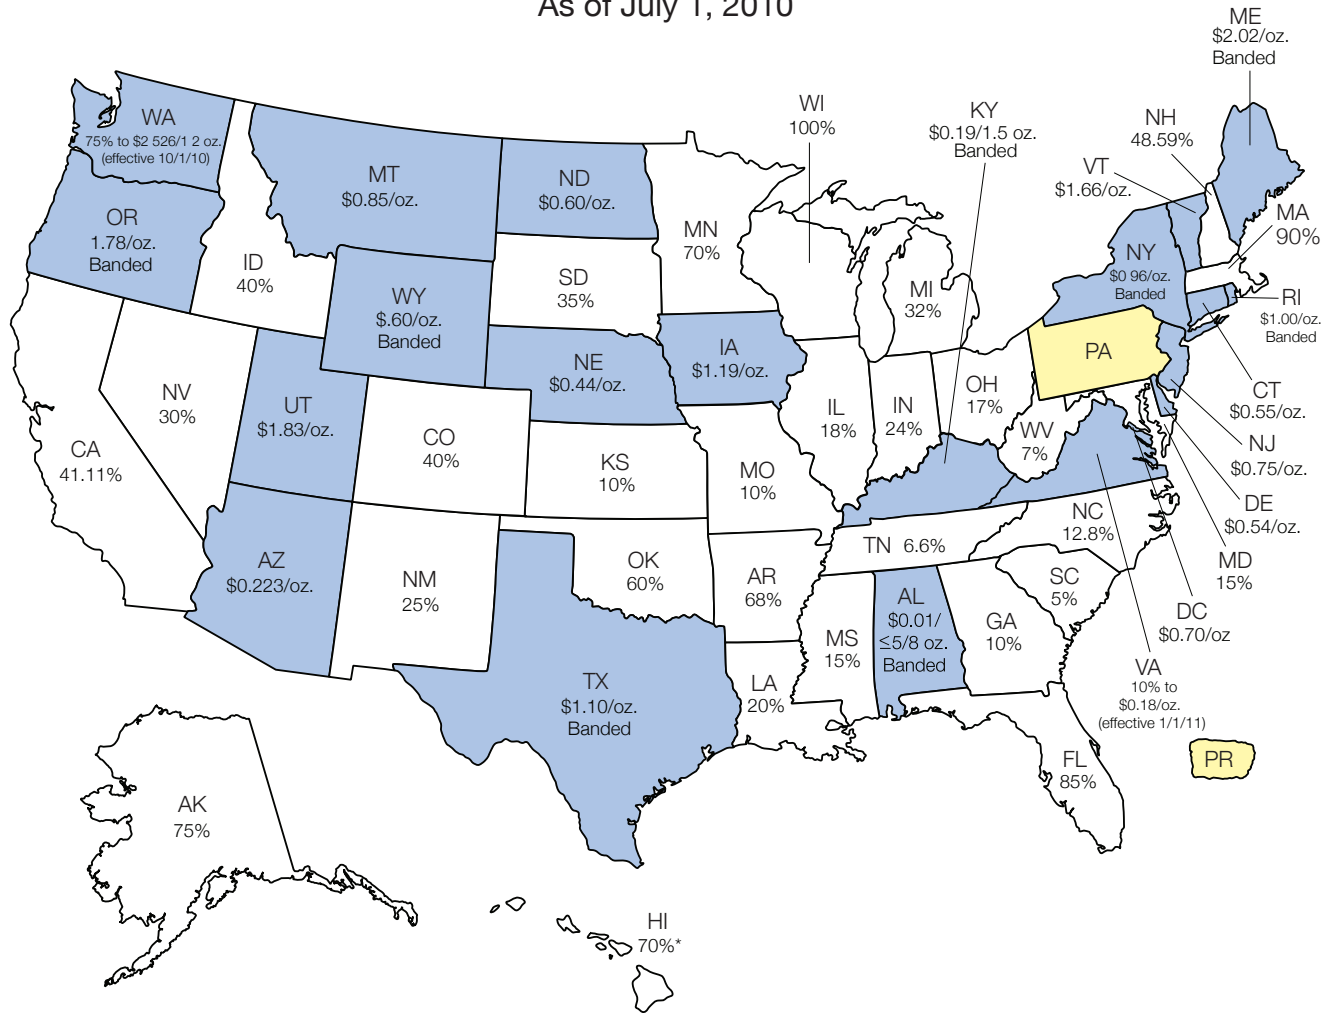 As of July 1, 2010
ME
$2.02/oz.
Banded
WA
75% to $2 526/1 2 oz.
(effective 10/1/10)
MT
$0.85/oz.
ND
$0.60/oz.
WI
100%
KY
$0.19/1.5 oz.
Banded
NH
48.59%
VT
$1.66/oz.
MA
90%
OR
1.78/oz.
Banded
ID
40%
MN
70%
NY
$0 96/oz.
Banded
SD
35%
WY
$.60/oz.
Banded
MI
32%
RI
$1.00/oz.
Banded
NE
$0.44/oz.
IA
$1.19/oz.
PA
CT
$0.55/oz.
NV
30%
UT
$1.83/oz.
CO
40%
IL
18%
IN
24%
OH
17%
WV
7%
NJ
$0.75/oz.
CA
41.11%
KS
10%
MO
10%
DE
$0.54/oz.
NC
12.8%
TN 6.6%
MD
15%
AZ
$0.223/oz.
NM
25%
OK
60%
AR
68%
SC
5%
AL
$0.01/
≤5/8 oz.
Banded
GA
10%
DC
$0.70/oz
MS
15%
VA
10% to
$0.18/oz.
(effective 1/1/11)
TX
$1.10/oz.
Banded
LA
20%
FL
85%
PR
AK
75%
HI
70%*